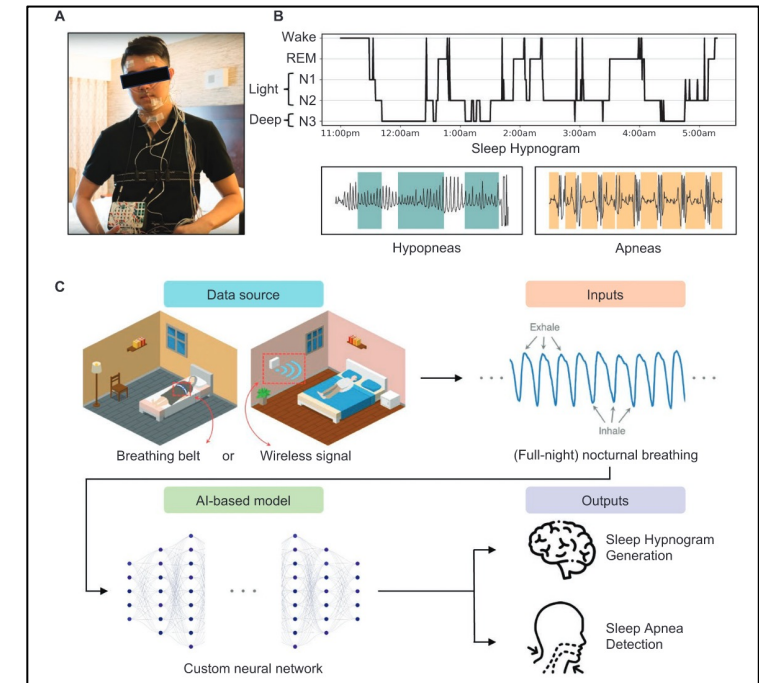 A
B
Wake
REM
Light
N1
N2
Deep
N3
11:00pm 12:00am 1:00am 2:00am 3:00am 4:00am 5:00am
Sleep Hypnogram
Hypopneas
Apneas
C
Data source
Inputs
Exhale
Inhale
Breathing belt or Wireless signal
(Full-night) nocturnal breathing
AI-based model
Outputs
Sleep Hypnogram
Generation
Sleep Apnea
Detection
Custom neural network